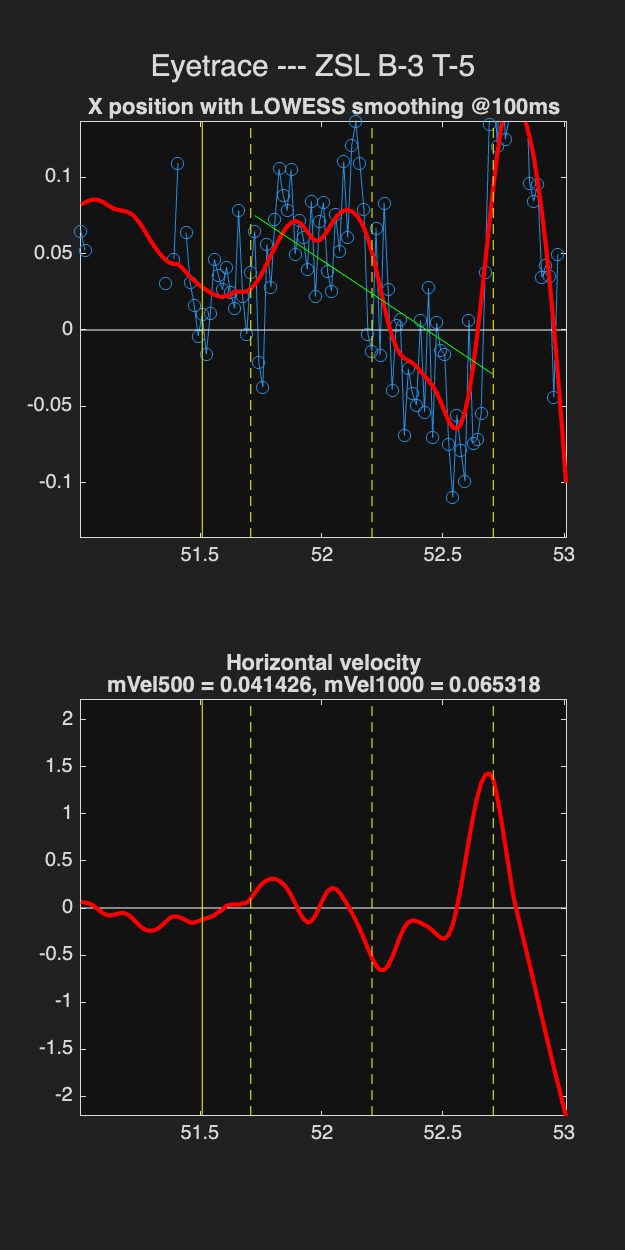 Eyetrace --- ZSL B-3 T-5
X position with LOWESS smoothing @100ms
0.1
0.05
0
-0.05
-0.1
51.5 52 52.5 53
Horizontal velocity
mVel500 = 0.041426, mVel1000 = 0.065318
2
1.5
1
0.5
0
-0.5
-1
-1.5
-2
51.5 52 52.5 53